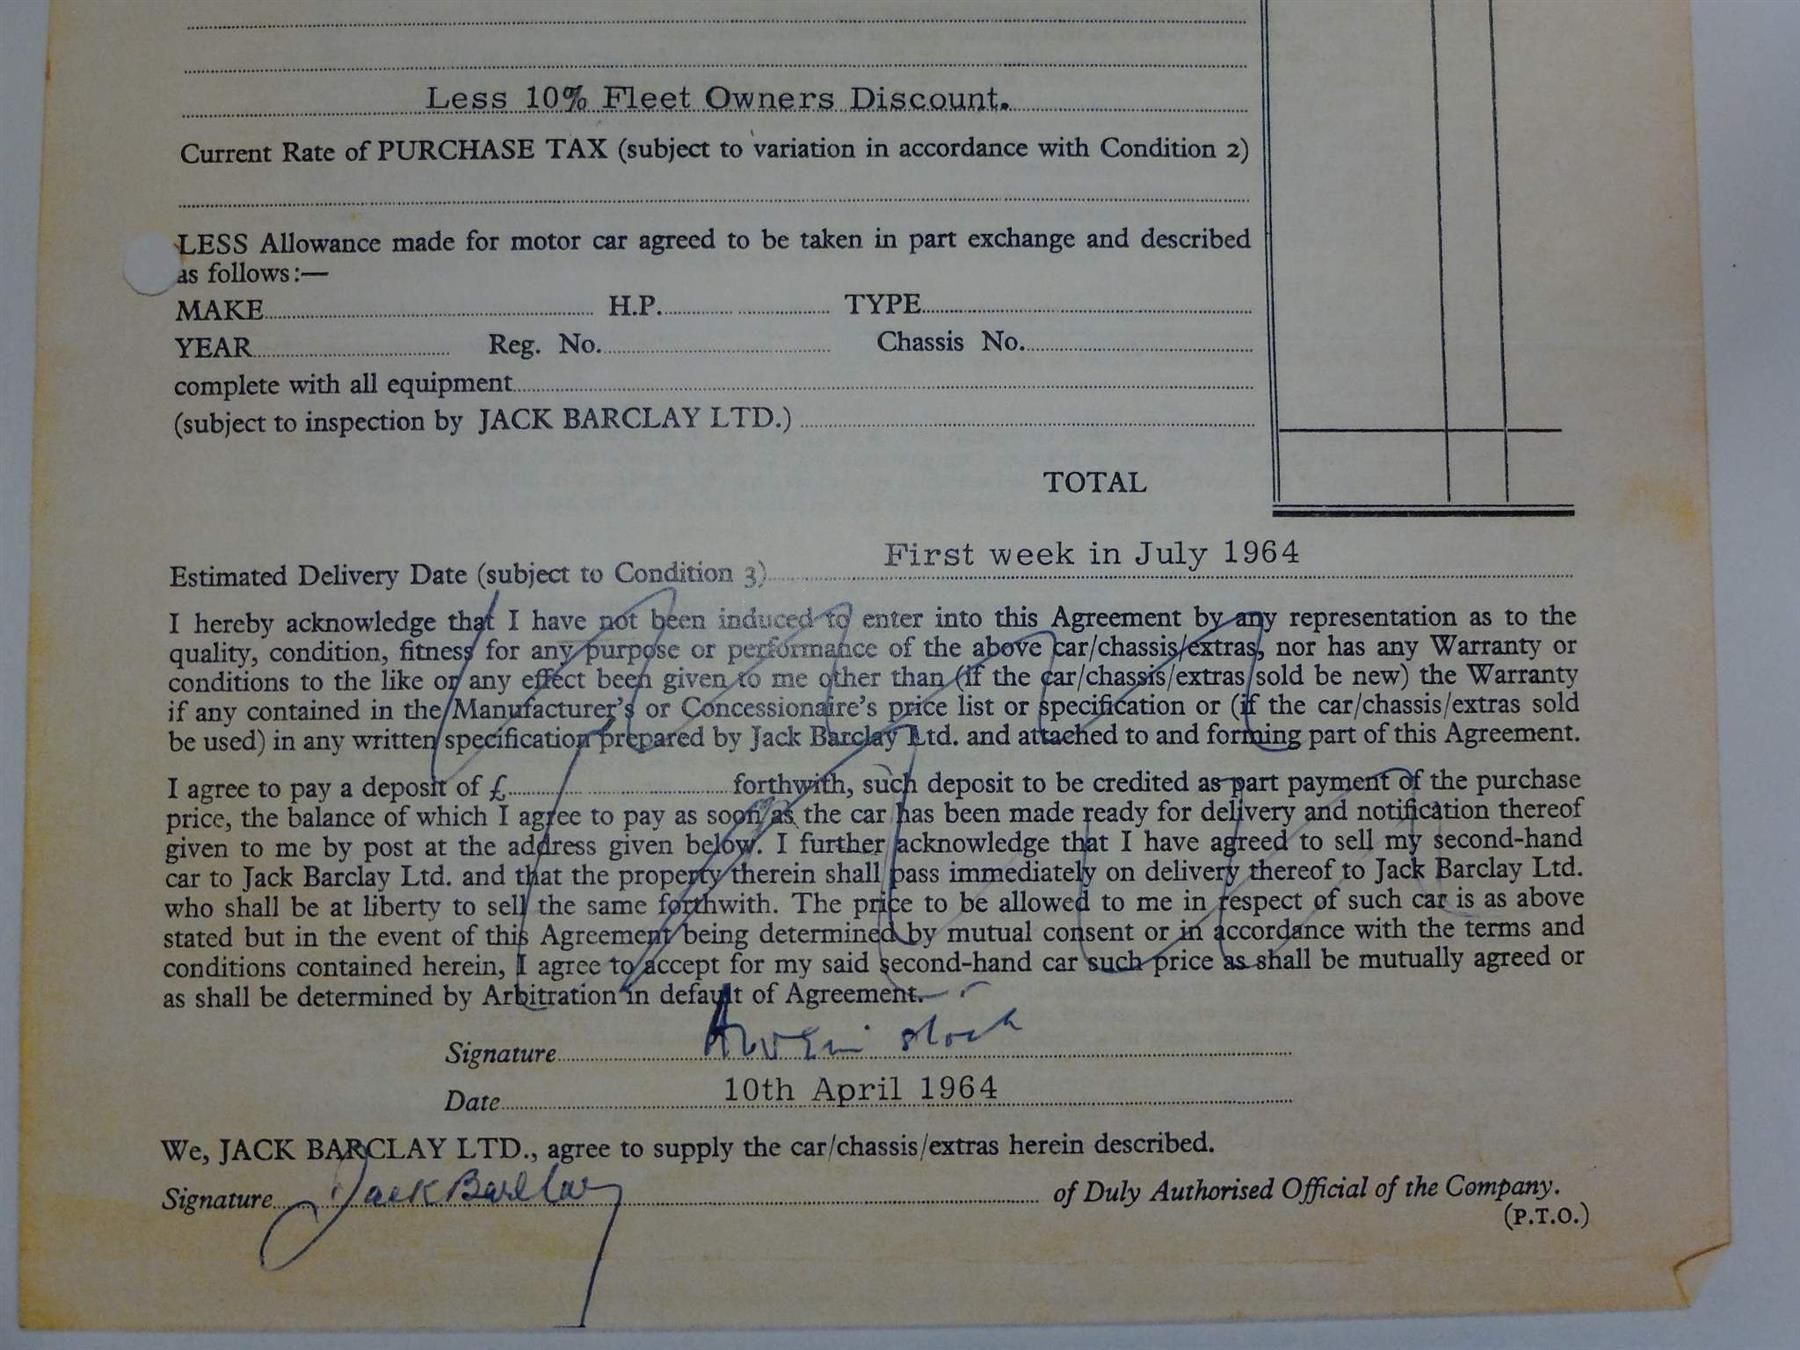 Less 10% Fleet Owners Discount.
Current Rate of PURCHASE TAX (subject to variation in accordance with Condition 2)
LESS Allowance made for motor car agreed to be taken in part exchange and described
as follows:—
MAKE H.P. TYPE
YEAR Reg. No. Chassis No.
complete with all equipment
(subject to inspection by JACK BARCLAY LTD.)
TOTAL
Estimated Delivery Date (subject to Condition 3) First week in July 1964
I hereby acknowledge that I have not been induced to enter into this Agreement by any representation as to the
quality, condition, fitness for any purpose or performance of the above car/chassis/extras, nor has any Warranty or
conditions to the like or any effect been given to me other than (if the car/chassis/extras sold be new) the Warranty
if any contained in the Manufacturer's or Concessionaire's price list or specification or (if the car/chassis/extras sold
be used) in any written specification prepared by Jack Barclay Ltd. and attached to and forming part of this Agreement.
I agree to pay a deposit of £ forthwith, such deposit to be credited as part payment of the purchase
price, the balance of which I agree to pay as soon as the car has been made ready for delivery and notification thereof
given to me by post at the address given below. I further acknowledge that I have agreed to sell my second-hand
car to Jack Barclay Ltd. and that the property therein shall pass immediately on delivery thereof to Jack Barclay Ltd.
who shall be at liberty to sell the same forthwith. The price to be allowed to me in respect of such car is as above
stated but in the event of this Agreement being determined by mutual consent or in accordance with the terms and
conditions contained herein, I agree to accept for my said second-hand car such price as shall be mutually agreed or
as shall be determined by Arbitration in default of Agreement.
Signature
Date 10th April 1964
We, JACK BARCLAY LTD., agree to supply the car/chassis/extras herein described.
Signature Jack Barclay of Duly Authorised Official of the Company.
(P.T.O.)